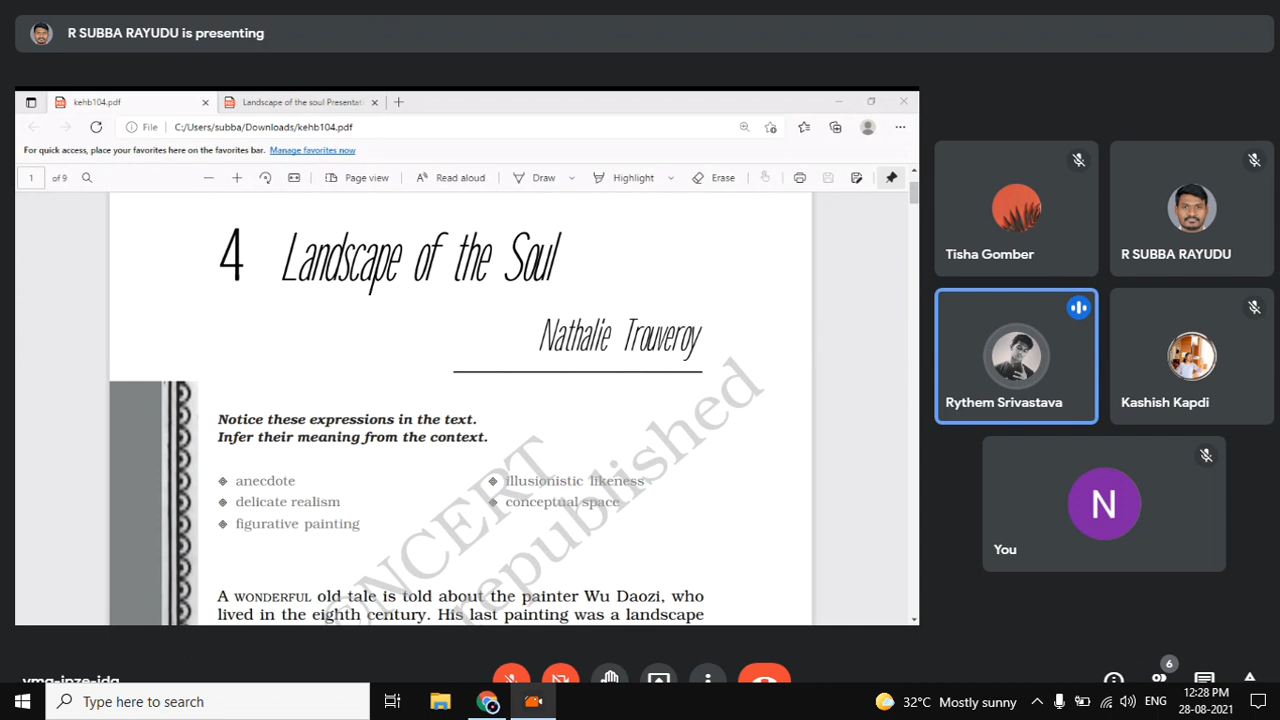 R SUBBA RAYUDU is presenting
kehb104.pdf
Landscape of the soul Presentat
File
C:/Users/subba/Downloads/kehb104.pdf
For quick access, place your favorites here on the favorites bar. Manage favorites now
1 of 9
Page view
Read aloud
Draw
Highlight
Erase
4 Landscape of the Soul
Nathalie Trouveroy
Notice these expressions in the text.
Infer their meaning from the context.
anecdote
delicate realism
figurative painting
illusionistic likeness
conceptual space
A WONDERFUL old tale is told about the painter Wu Daozi, who
lived in the eighth century. His last painting was a landscape
NCERT
republished
Tisha Gomber
R SUBBA RAYUDU
Rythem Srivastava
Kashish Kapdi
N
You
6
Type here to search
32°C Mostly sunny
ENG
12:28 PM
28-08-2021